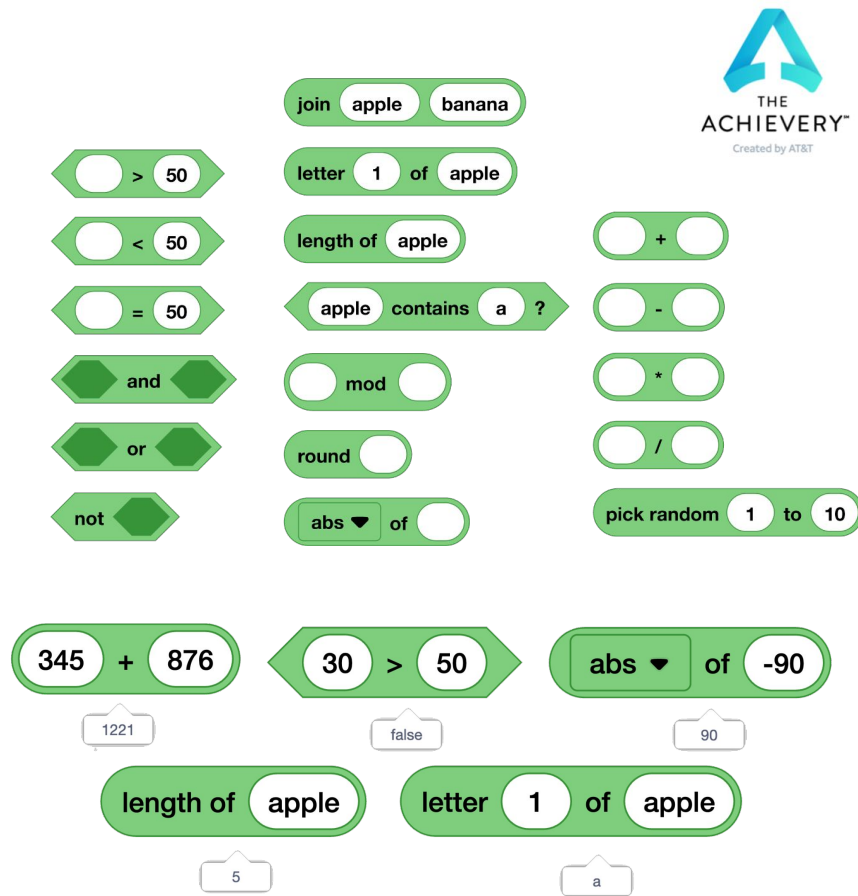 THE
ACHIEVERY℠
Created by AT&T
join apple banana
letter 1 of apple
length of apple
apple contains a ?
mod
round
abs of
> 50
< 50
= 50
and
or
not
+
-
*
/
pick random 1 to 10
345 + 876
1221
30 > 50
false
abs of -90
90
length of apple
5
letter 1 of apple
a